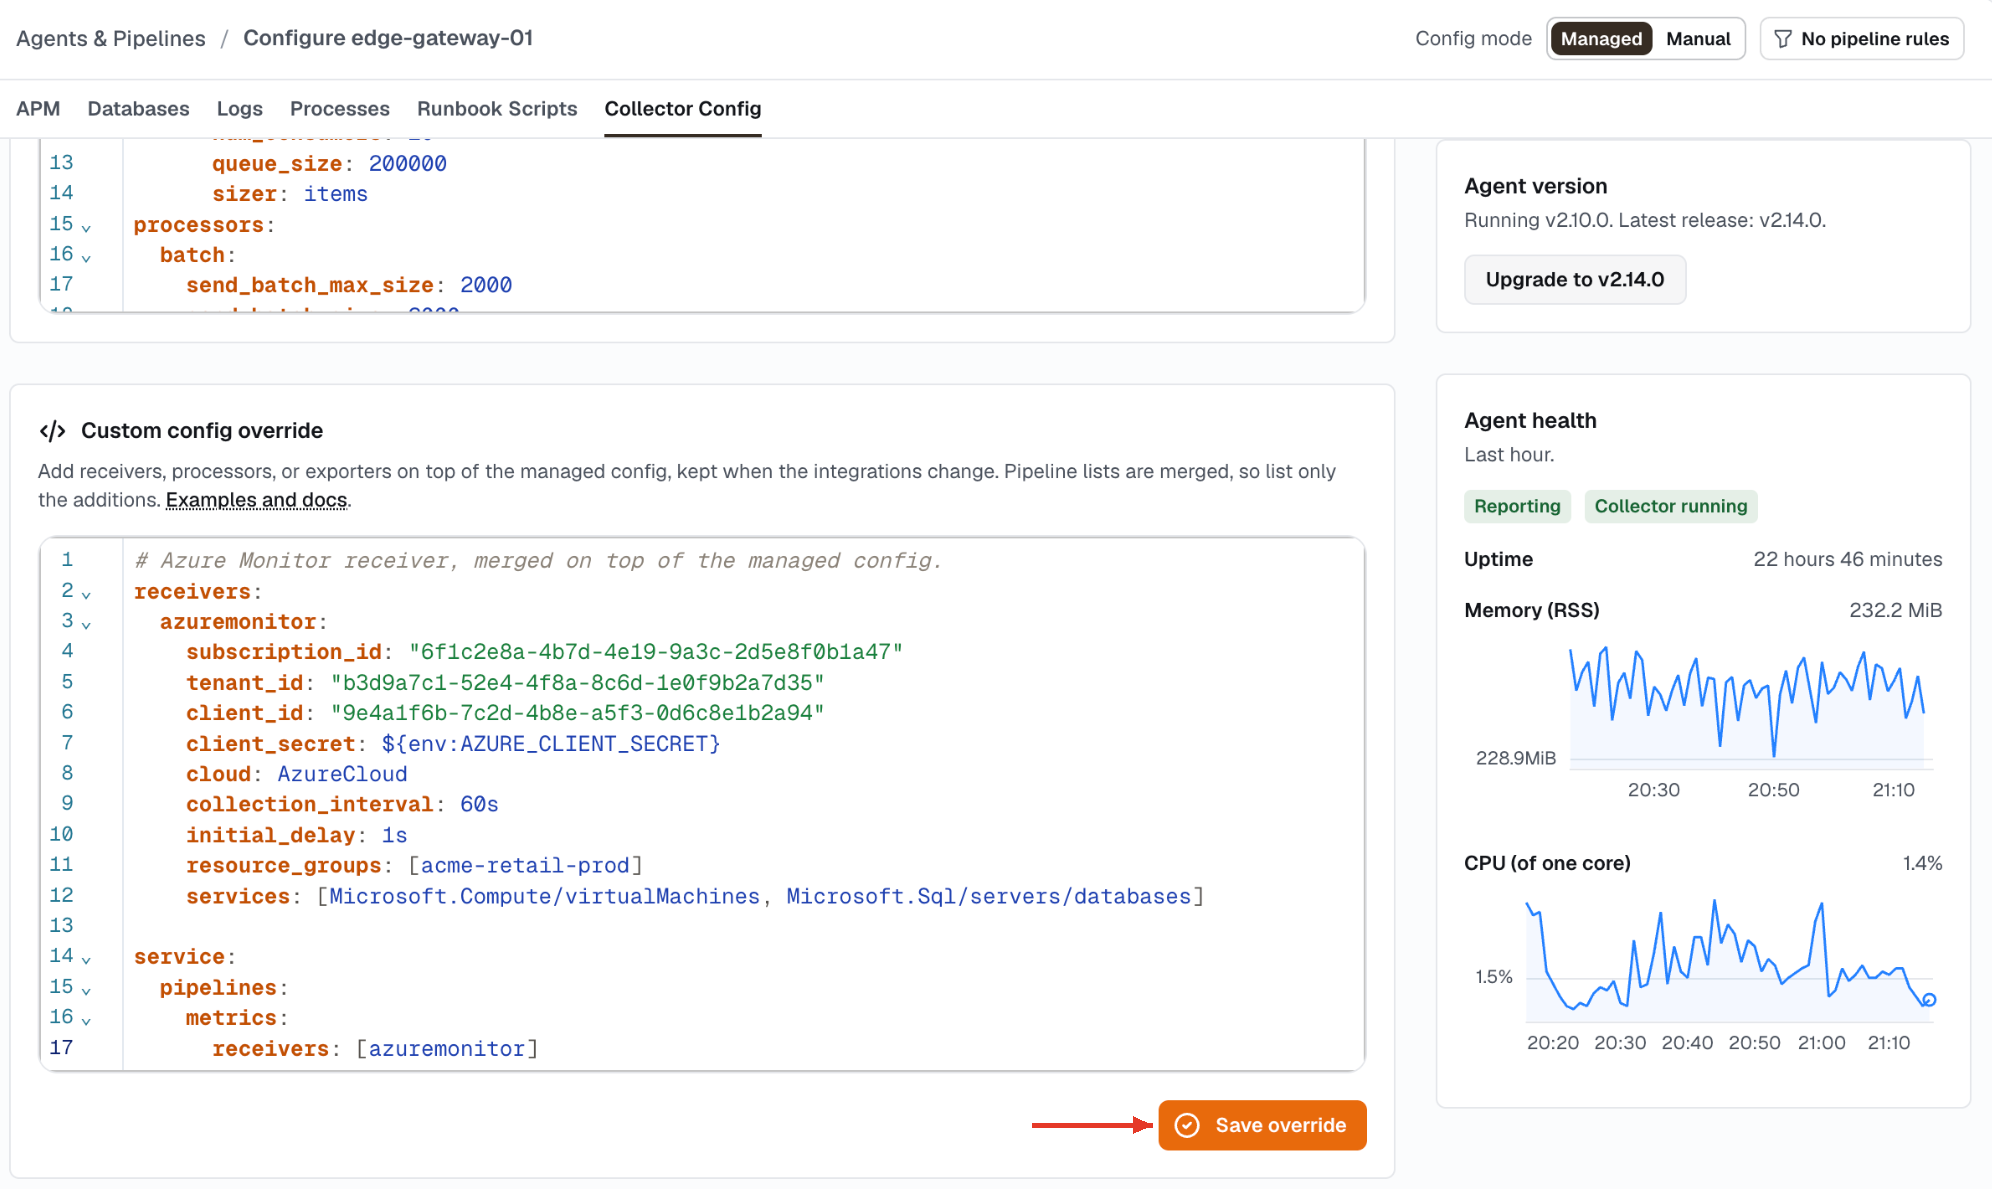 Agents & Pipelines / Configure edge-gateway-01
Config mode Managed Manual No pipeline rules
APM Databases Logs Processes Runbook Scripts Collector Config
13 queue_size: 200000
14 sizer: items
15 processors:
16 batch:
17 send_batch_max_size: 2000
</> Custom config override
Add receivers, processors, or exporters on top of the managed config, kept when the integrations change. Pipeline lists are merged, so list only
the additions. Examples and docs.
1 # Azure Monitor receiver, merged on top of the managed config.
2 receivers:
3 azuremonitor:
4 subscription_id: "6f1c2e8a-4b7d-4e19-9a3c-2d5e8f0b1a47"
5 tenant_id: "b3d9a7c1-52e4-4f8a-8c6d-1e0f9b2a7d35"
6 client_id: "9e4a1f6b-7c2d-4b8e-a5f3-0d6c8e1b2a94"
7 client_secret: ${env:AZURE_CLIENT_SECRET}
8 cloud: AzureCloud
9 collection_interval: 60s
10 initial_delay: 1s
11 resource_groups: [acme-retail-prod]
12 services: [Microsoft.Compute/virtualMachines, Microsoft.Sql/servers/databases]
13
14 service:
15 pipelines:
16 metrics:
17 receivers: [azuremonitor]
Save override
Agent version
Running v2.10.0. Latest release: v2.14.0.
Upgrade to v2.14.0
Agent health
Last hour.
Reporting Collector running
Uptime 22 hours 46 minutes
Memory (RSS) 232.2 MiB
228.9MiB
20:30 20:50 21:10
CPU (of one core) 1.4%
1.5%
20:20 20:30 20:40 20:50 21:00 21:10